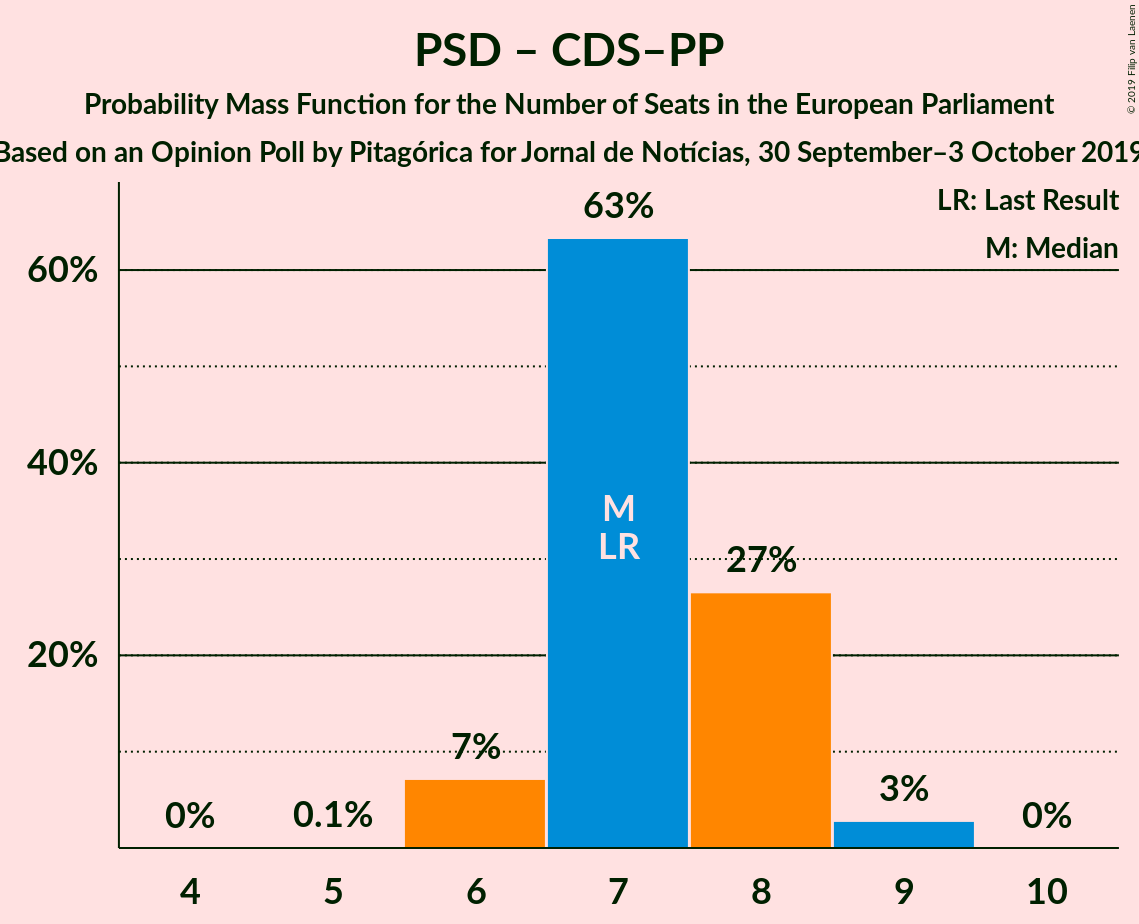 PSD – CDS–PP
Probability Mass Function for the Number of Seats in the European Parliament
Based on an Opinion Poll by Pitagórica for Jornal de Notícias, 30 September–3 October 2019
© 2019 Filip van Laenen
LR: Last Result
M: Median
63%
60%
40%
M
LR
27%
20%
7%
3%
0%
0.1%
0%
4 5 6 7 8 9 10